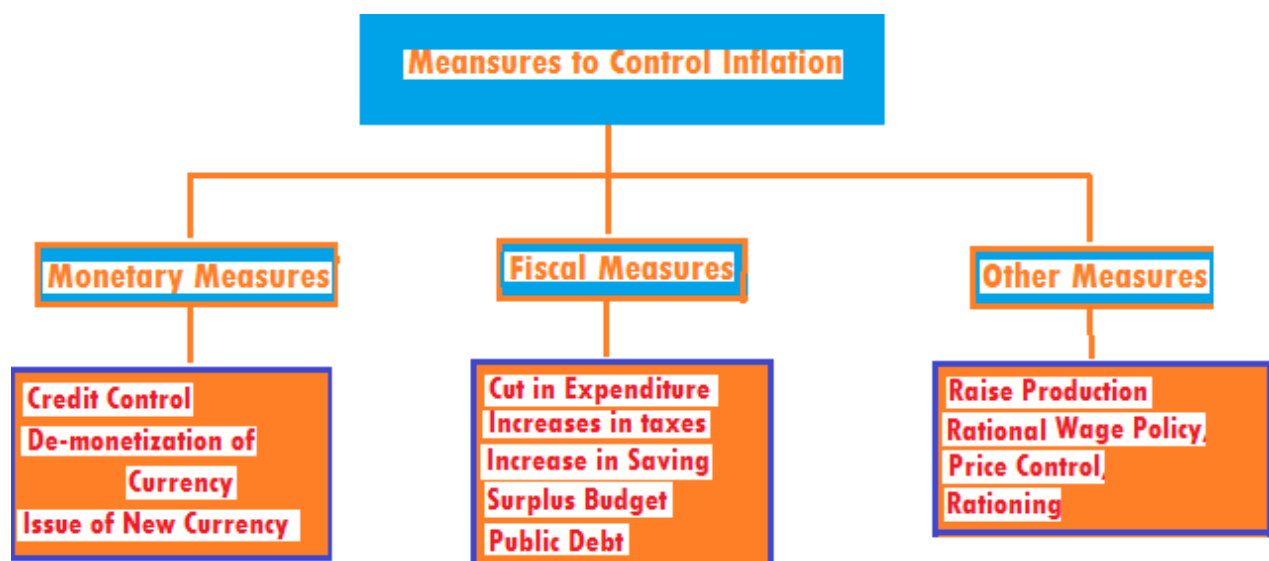 Meansures to Control Inflation
Monetary Measures
Credit Control
De-monetization of
Currency
Issue of New Currency
Fiscal Measures
Cut in Expenditure
Increases in taxes
Increase in Saving
Surplus Budget
Public Debt
Other Measures
Raise Production
Rational Wage Policy,
Price Control,
Rationing